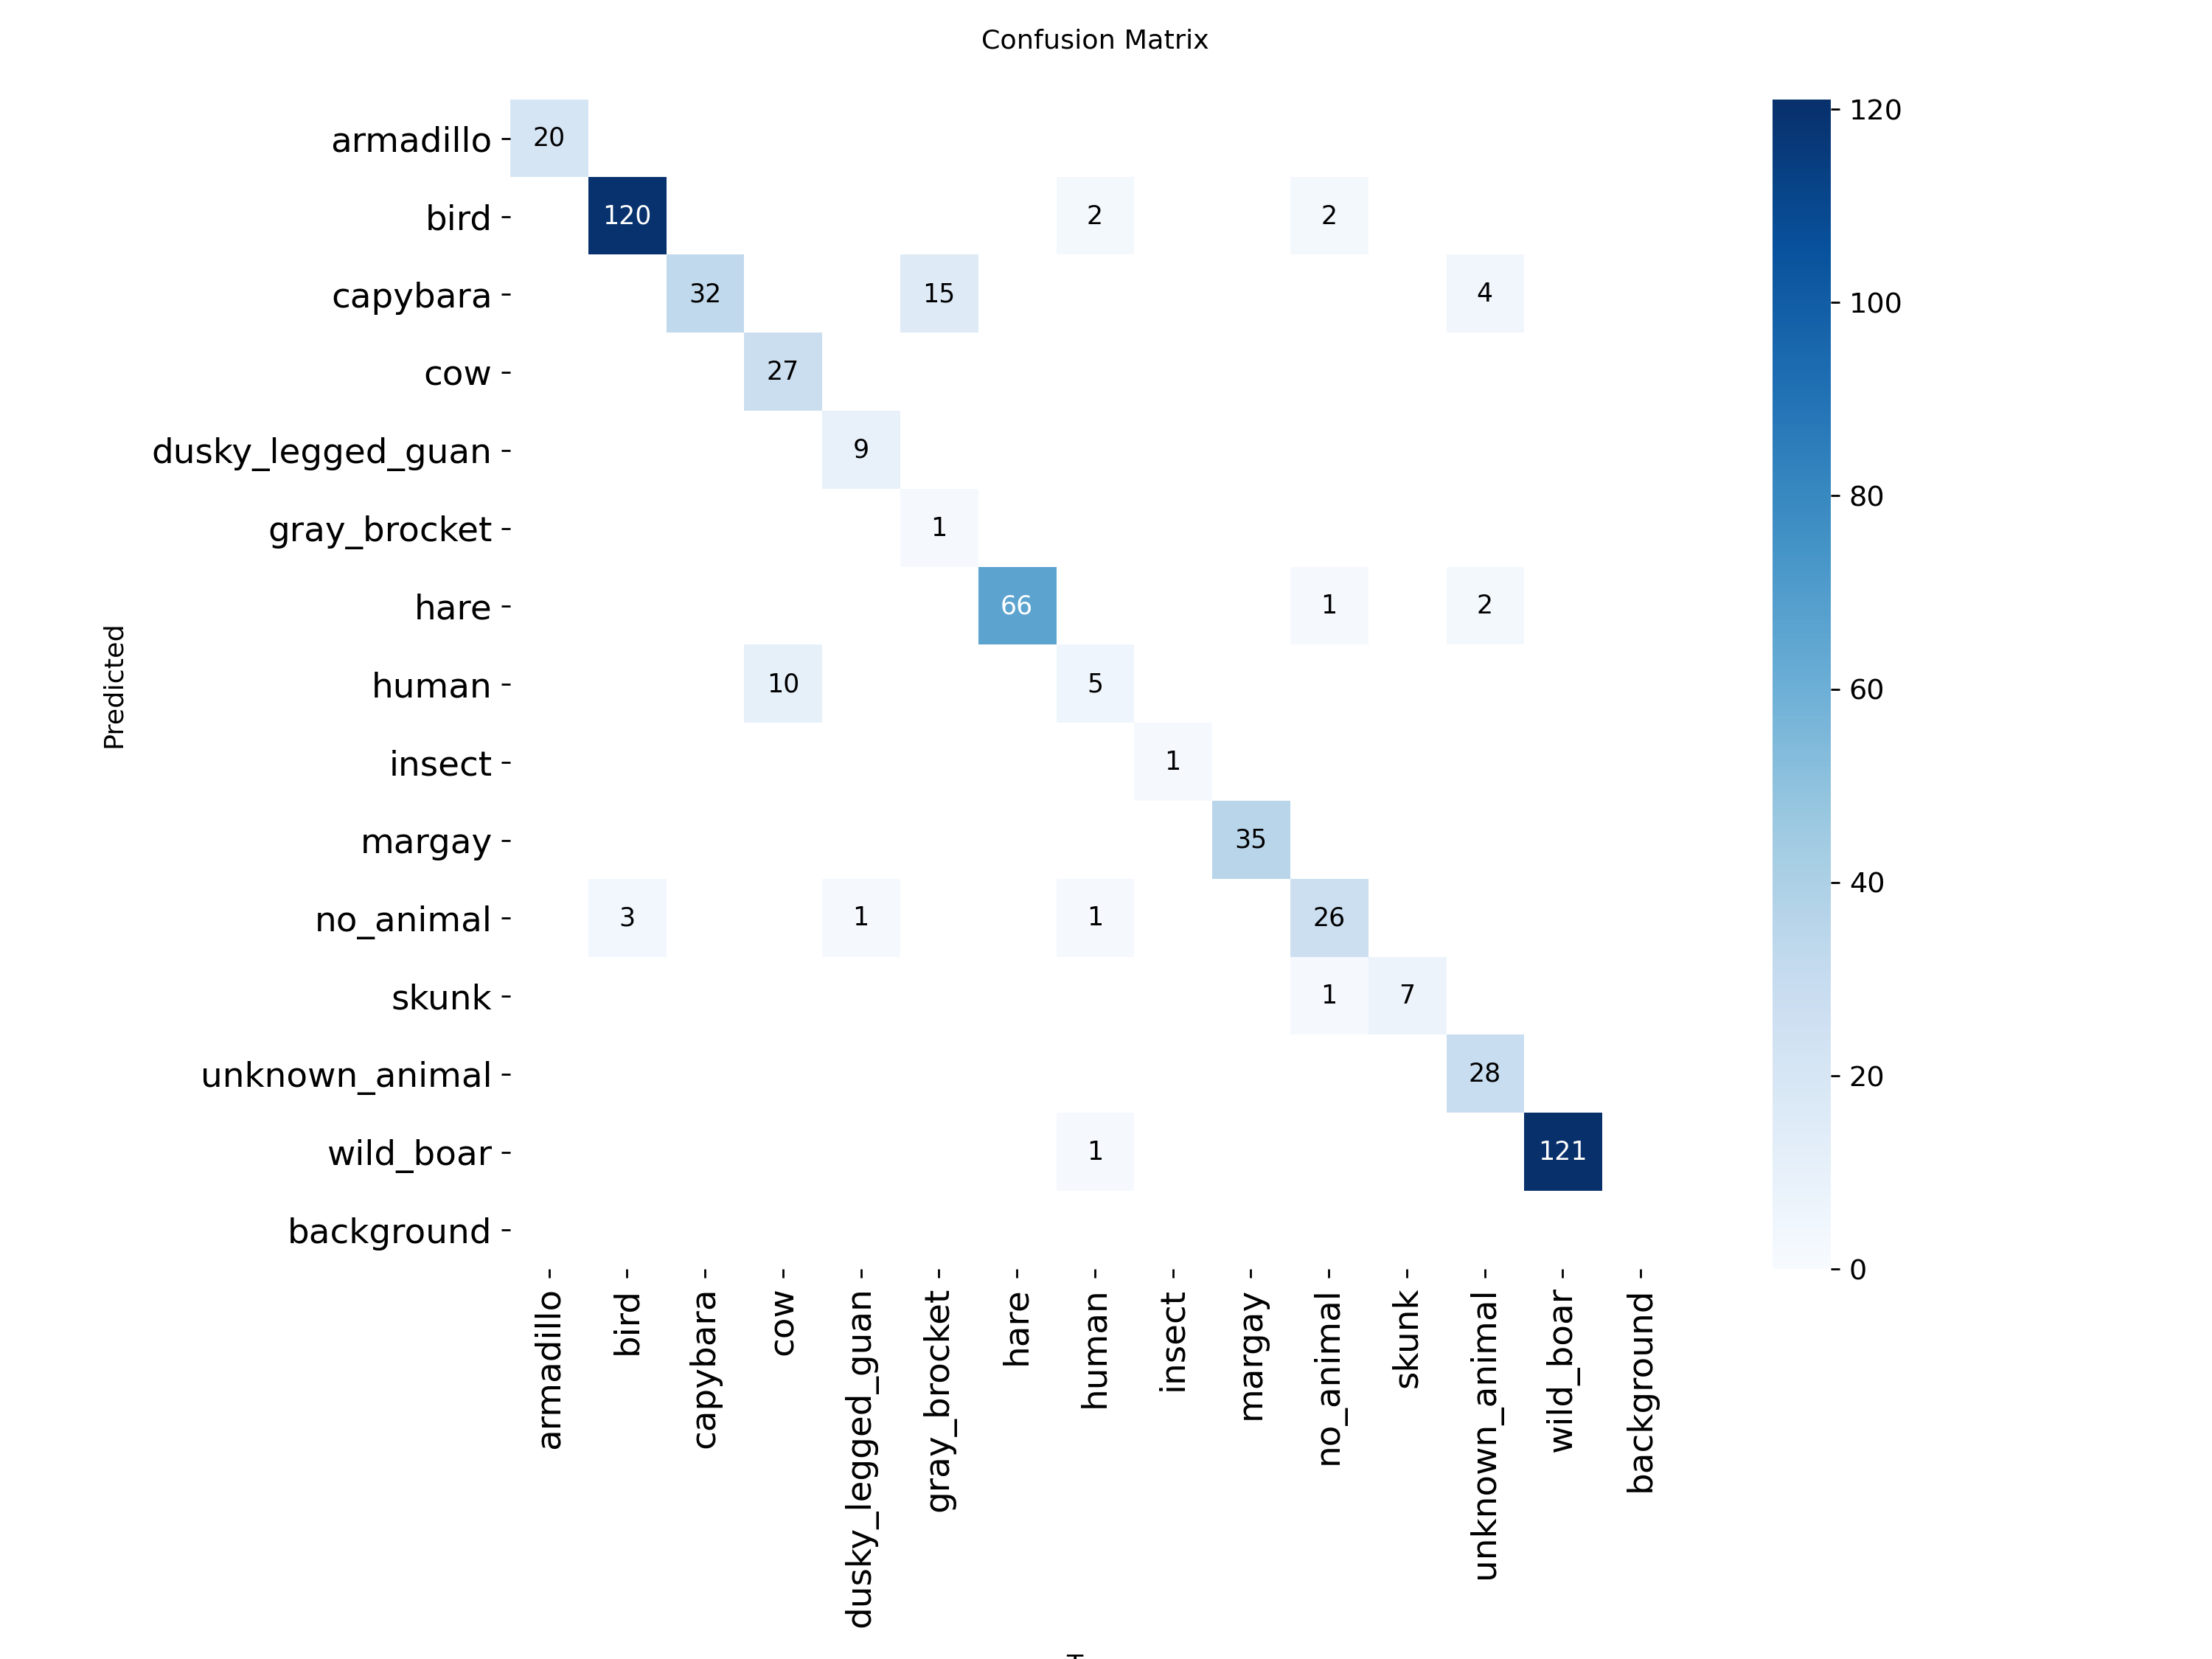 Confusion Matrix
armadillo
bird
capybara
cow
dusky_legged_guan
gray_brocket
hare
human
insect
margay
no_animal
skunk
unknown_animal
wild_boar
background
Predicted
20
120 2 2
32 15 4
27
9
1
66 1 2
10 5
1
35
3 1 1 26
1 7
28
1 121
armadillo
bird
capybara
cow
dusky_legged_guan
gray_brocket
hare
human
insect
margay
no_animal
skunk
unknown_animal
wild_boar
background
120
100
80
60
40
20
0